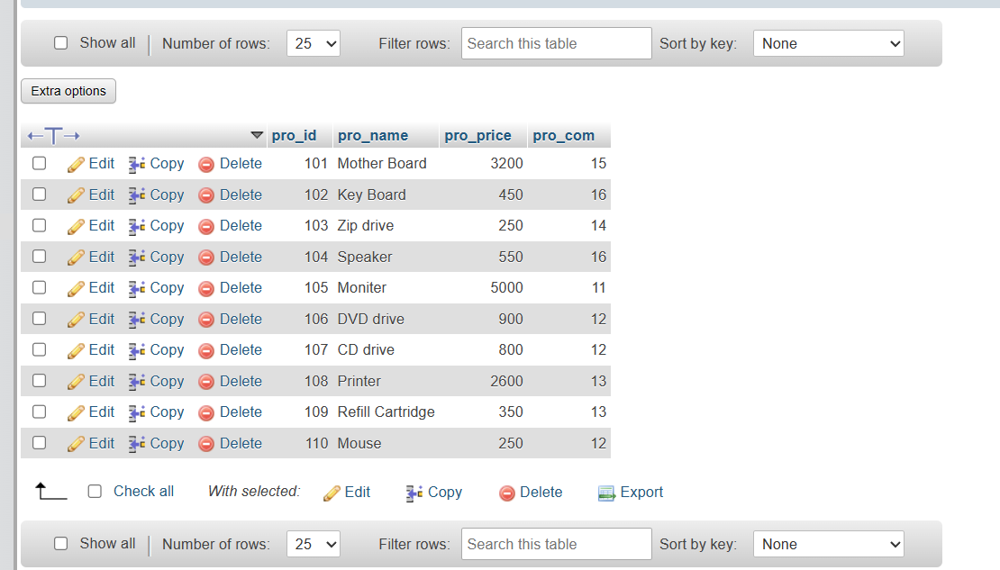 Show all Number of rows: 25 Filter rows: Search this table Sort by key: None
Extra options
←T→ pro_id pro_name pro_price pro_com
Edit Copy Delete 101 Mother Board 3200 15
Edit Copy Delete 102 Key Board 450 16
Edit Copy Delete 103 Zip drive 250 14
Edit Copy Delete 104 Speaker 550 16
Edit Copy Delete 105 Moniter 5000 11
Edit Copy Delete 106 DVD drive 900 12
Edit Copy Delete 107 CD drive 800 12
Edit Copy Delete 108 Printer 2600 13
Edit Copy Delete 109 Refill Cartridge 350 13
Edit Copy Delete 110 Mouse 250 12
Check all With selected: Edit Copy Delete Export
Show all Number of rows: 25 Filter rows: Search this table Sort by key: None